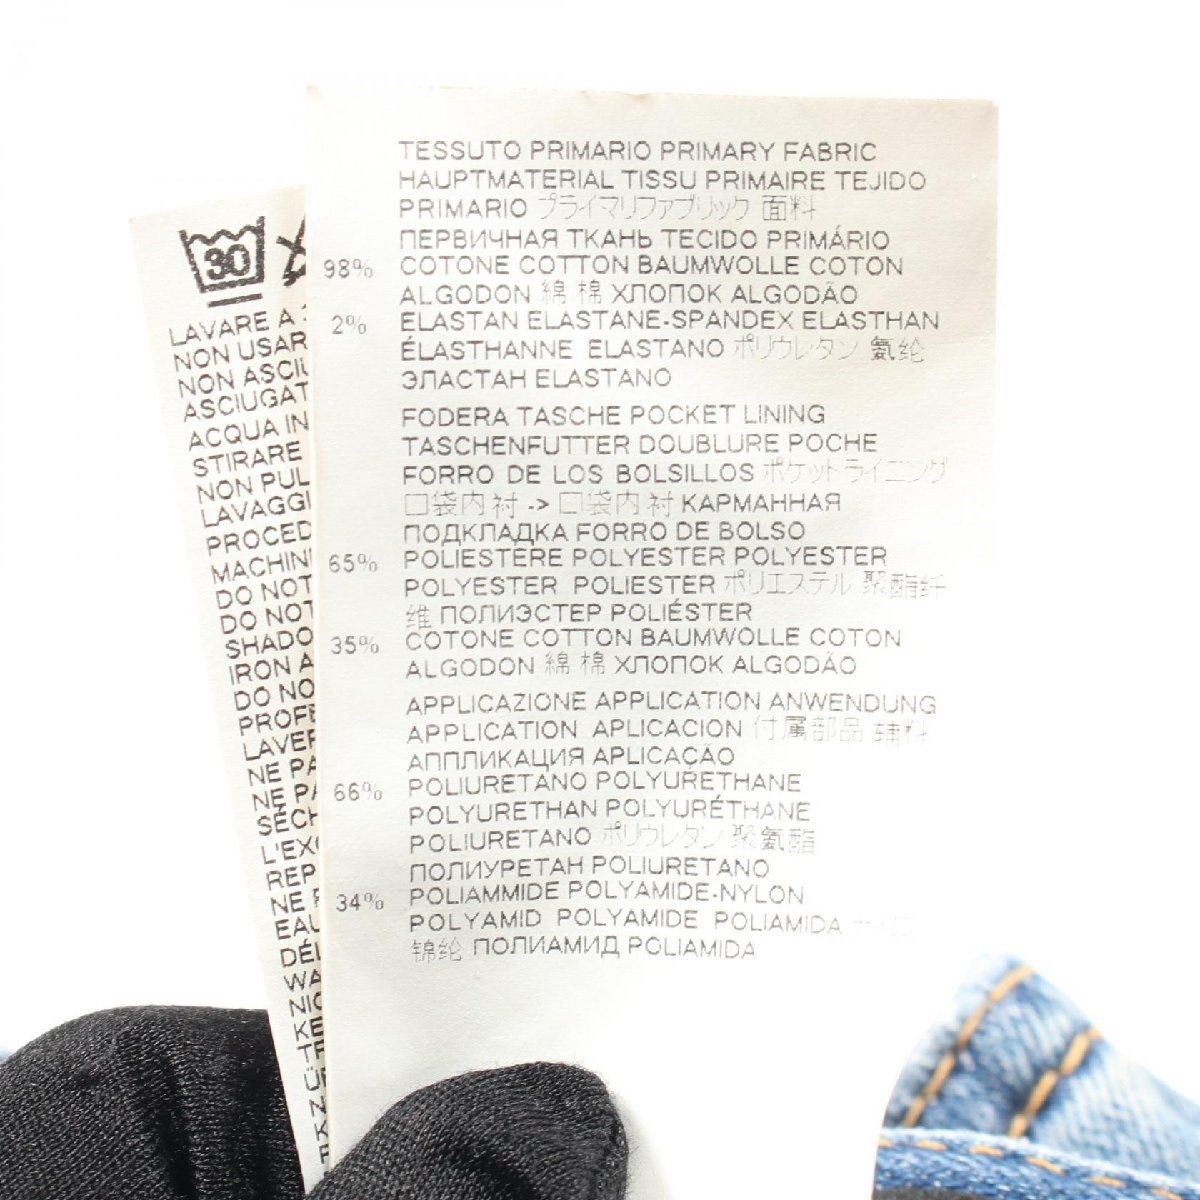 TESSUTO PRIMARIO PRIMARY FABRIC
HAUPTMATERIAL TISSU PRIMAIRE TEJIDO
PRIMARIO プライマリファブリック 面料
ПЕРВИЧНАЯ ТКАНЬ TECIDO PRIMÁRIO
98% COTONE COTTON BAUMWOLLE COTON
ALGODON 綿 棉 ХЛОПОК ALGODÃO
2% ELASTAN ELASTANE-SPANDEX ELASTHAN
ÉLASTHANNE ELASTANO ポリウレタン 氨纶
ЭЛАСТАН ELASTANO
FODERA TASCHE POCKET LINING
TASCHENFUTTER DOUBLURE POCHE
FORRO DE LOS BOLSILLOS ポケットライニング
口袋内衬 -> 口袋内衬 КАРМАННАЯ
ПОДКЛАДКА FORRO DE BOLSO
65% POLIESTERE POLYESTER POLYESTER
POLYESTER POLIESTER ポリエステル 聚酯纤
维 ПОЛИЭСТЕР POLIÉSTER
35% COTONE COTTON BAUMWOLLE COTON
ALGODON 綿 棉 ХЛОПОК ALGODÃO
APPLICAZIONE APPLICATION ANWENDUNG
APPLICATION APLICACION 付属部品 辅料
АППЛИКАЦИЯ APLICAÇÃO
66% POLIURETANO POLYURETHANE
POLYURETHAN POLYURÉTHANE
POLIURETANO ポリウレタン 聚氨酯
ПОЛИУРЕТАН POLIURETANO
34% POLIAMMIDE POLYAMIDE-NYLON
POLYAMID POLYAMIDE POLIAMIDA
锦纶 ПОЛИАМИД POLIAMIDA
30
LAVARE A
NON USAR
NON ASCIU
ASCIUGAT
ACQUA IN
STIRARE
NON PUL
LAVAGGI
PROCED
MACHIN
DO NOT
DO NOT
SHADO
IRON A
DO NO
PROFE
LAVER
NE PA
NE PA
SÉCH
L'EX
REP
NE
EAU
DÉL
WA
NIC